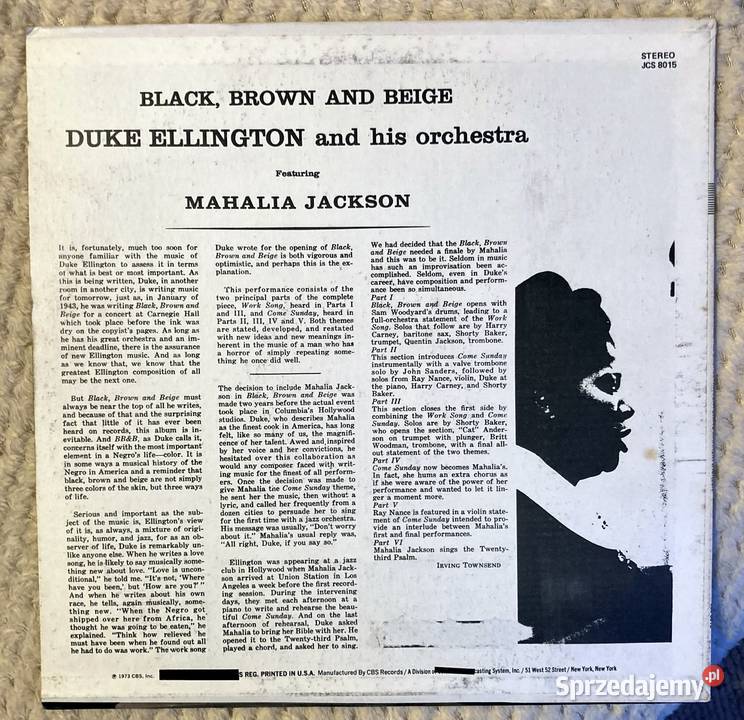 STEREO
JCS 8015
BLACK, BROWN AND BEIGE
DUKE ELLINGTON and his orchestra
Featuring
MAHALIA JACKSON
It is, fortunately, much too soon for
anyone familiar with the music of
Duke Ellington to assess it in terms
of what is best or most important. As
this is being written, Duke, in another
room in another city, is writing music
for tomorrow, just as, in January of
1943, he was writing Black, Brown and
Beige for a concert at Carnegie Hall
which took place before the ink was
dry on the copyist's pages. As long as
he has his great orchestra and an im-
minent deadline, there is the assurance
of new Ellington music. And as long
as we know that, we know that the
greatest Ellington composition of all
may be the next one.
But Black, Brown and Beige must
always be near the top of all he writes,
and because of that and the surprising
fact that little of it has ever been
heard on records, this album is in-
evitable. And BB&B, as Duke calls it,
concerns itself with the most important
element in a Negro's life—color. It is
in some ways a musical history of the
Negro in America and a reminder that
black, brown and beige are not simply
three colors of the skin, but three ways
of life.
Serious and important as the sub-
ject of the music is, Ellington's view
of it is, as always, a mixture of origi-
nality, humor, and jazz, for as an ob-
server of life, Duke is remarkably un-
like anyone else. When he writes a love
song, he is likely to say musically some-
thing new about love. "Love is uncon-
ditional," he told me. "It's not, 'Where
have you been,' but 'How are you?'"
And when he writes about his own
race, he tells, again musically, some-
thing new. "When the Negro got
shipped over here from Africa, he
thought he was going to be eaten," he
explained. "Think how relieved he
must have been when he found out all
he had to do was work." The work song
Duke wrote for the opening of Black,
Brown and Beige is both vigorous and
optimistic, and perhaps this is the ex-
planation.
This performance consists of the
two principal parts of the complete
piece, Work Song, heard in Parts I
and III, and Come Sunday, heard in
Parts II, III, IV and V. Both themes
are stated, developed, and restated
with new ideas and new meanings in-
herent in the music of a man who has
a horror of simply repeating some-
thing he once did well.
The decision to include Mahalia Jack-
son in Black, Brown and Beige was
made two years before the actual event
took place in Columbia's Hollywood
studios. Duke, who describes Mahalia
as the finest cook in America, has long
felt, like so many of us, the magnif-
icence of her talent. Awed and inspired
by her voice and her convictions, he
hesitated over this collaboration as
would any composer faced with writ-
ing music for the finest of all perform-
ers. Once the decision was made to
give Mahalia the Come Sunday theme,
he sent her the music, then without a
lyric, and called her frequently from a
dozen cities to persuade her to sing
for the first time with a jazz orchestra.
His message was usually, "Don't worry
about it." Mahalia's usual reply was,
"All right, Duke, if you say so."
Ellington was appearing at a jazz
club in Hollywood when Mahalia Jack-
son arrived at Union Station in Los
Angeles a week before the first record-
ing session. During the intervening
days, they met each afternoon at a
piano to write and rehearse the beau-
tiful Come Sunday. And on the last
afternoon of rehearsal, Duke asked
Mahalia to bring her Bible with her. He
opened it to the Twenty-third Psalm,
played a chord, and asked her to sing.
We had decided that the Black, Brown
and Beige needed a finale by Mahalia
and this was to be it. Seldom in music
has such an improvisation been ac-
complished. Seldom, even in Duke's
career, have composition and perform-
ance been so simultaneous.
Part I
Black, Brown and Beige opens with
Sam Woodyard's drums, leading to a
full-orchestra statement of the Work
Song. Solos that follow are by Harry
Carney, baritone sax, Shorty Baker,
trumpet, Quentin Jackson, trombone.
Part II
This section introduces Come Sunday
instrumentally with a valve trombone
solo by John Sanders, followed by
solos from Ray Nance, violin, Duke at
the piano, Harry Carney, and Shorty
Baker.
Part III
This section closes the first side by
combining the Work Song and Come
Sunday. Solos are by Shorty Baker,
who opens the section, "Cat" Ander-
son on trumpet with plunger, Britt
Woodman, trombone, with a final all-
out statement of the two themes.
Part IV
Come Sunday now becomes Mahalia's.
In fact, she hums an extra chorus as
if she were aware of the power of her
performance and wanted to let it lin-
ger a moment more.
Part V
Ray Nance is featured in a violin state-
ment of Come Sunday intended to pro-
vide an interlude between Mahalia's
first and final performances.
Part VI
Mahalia Jackson sings the Twenty-
third Psalm.
IRVING TOWNSEND
℗ 1973 CBS, Inc. S REG. PRINTED IN U.S.A. Manufactured By CBS Records / A Division of casting System, Inc. / 51 West 52 Street / New York, New York
Sprzedajemy.pl